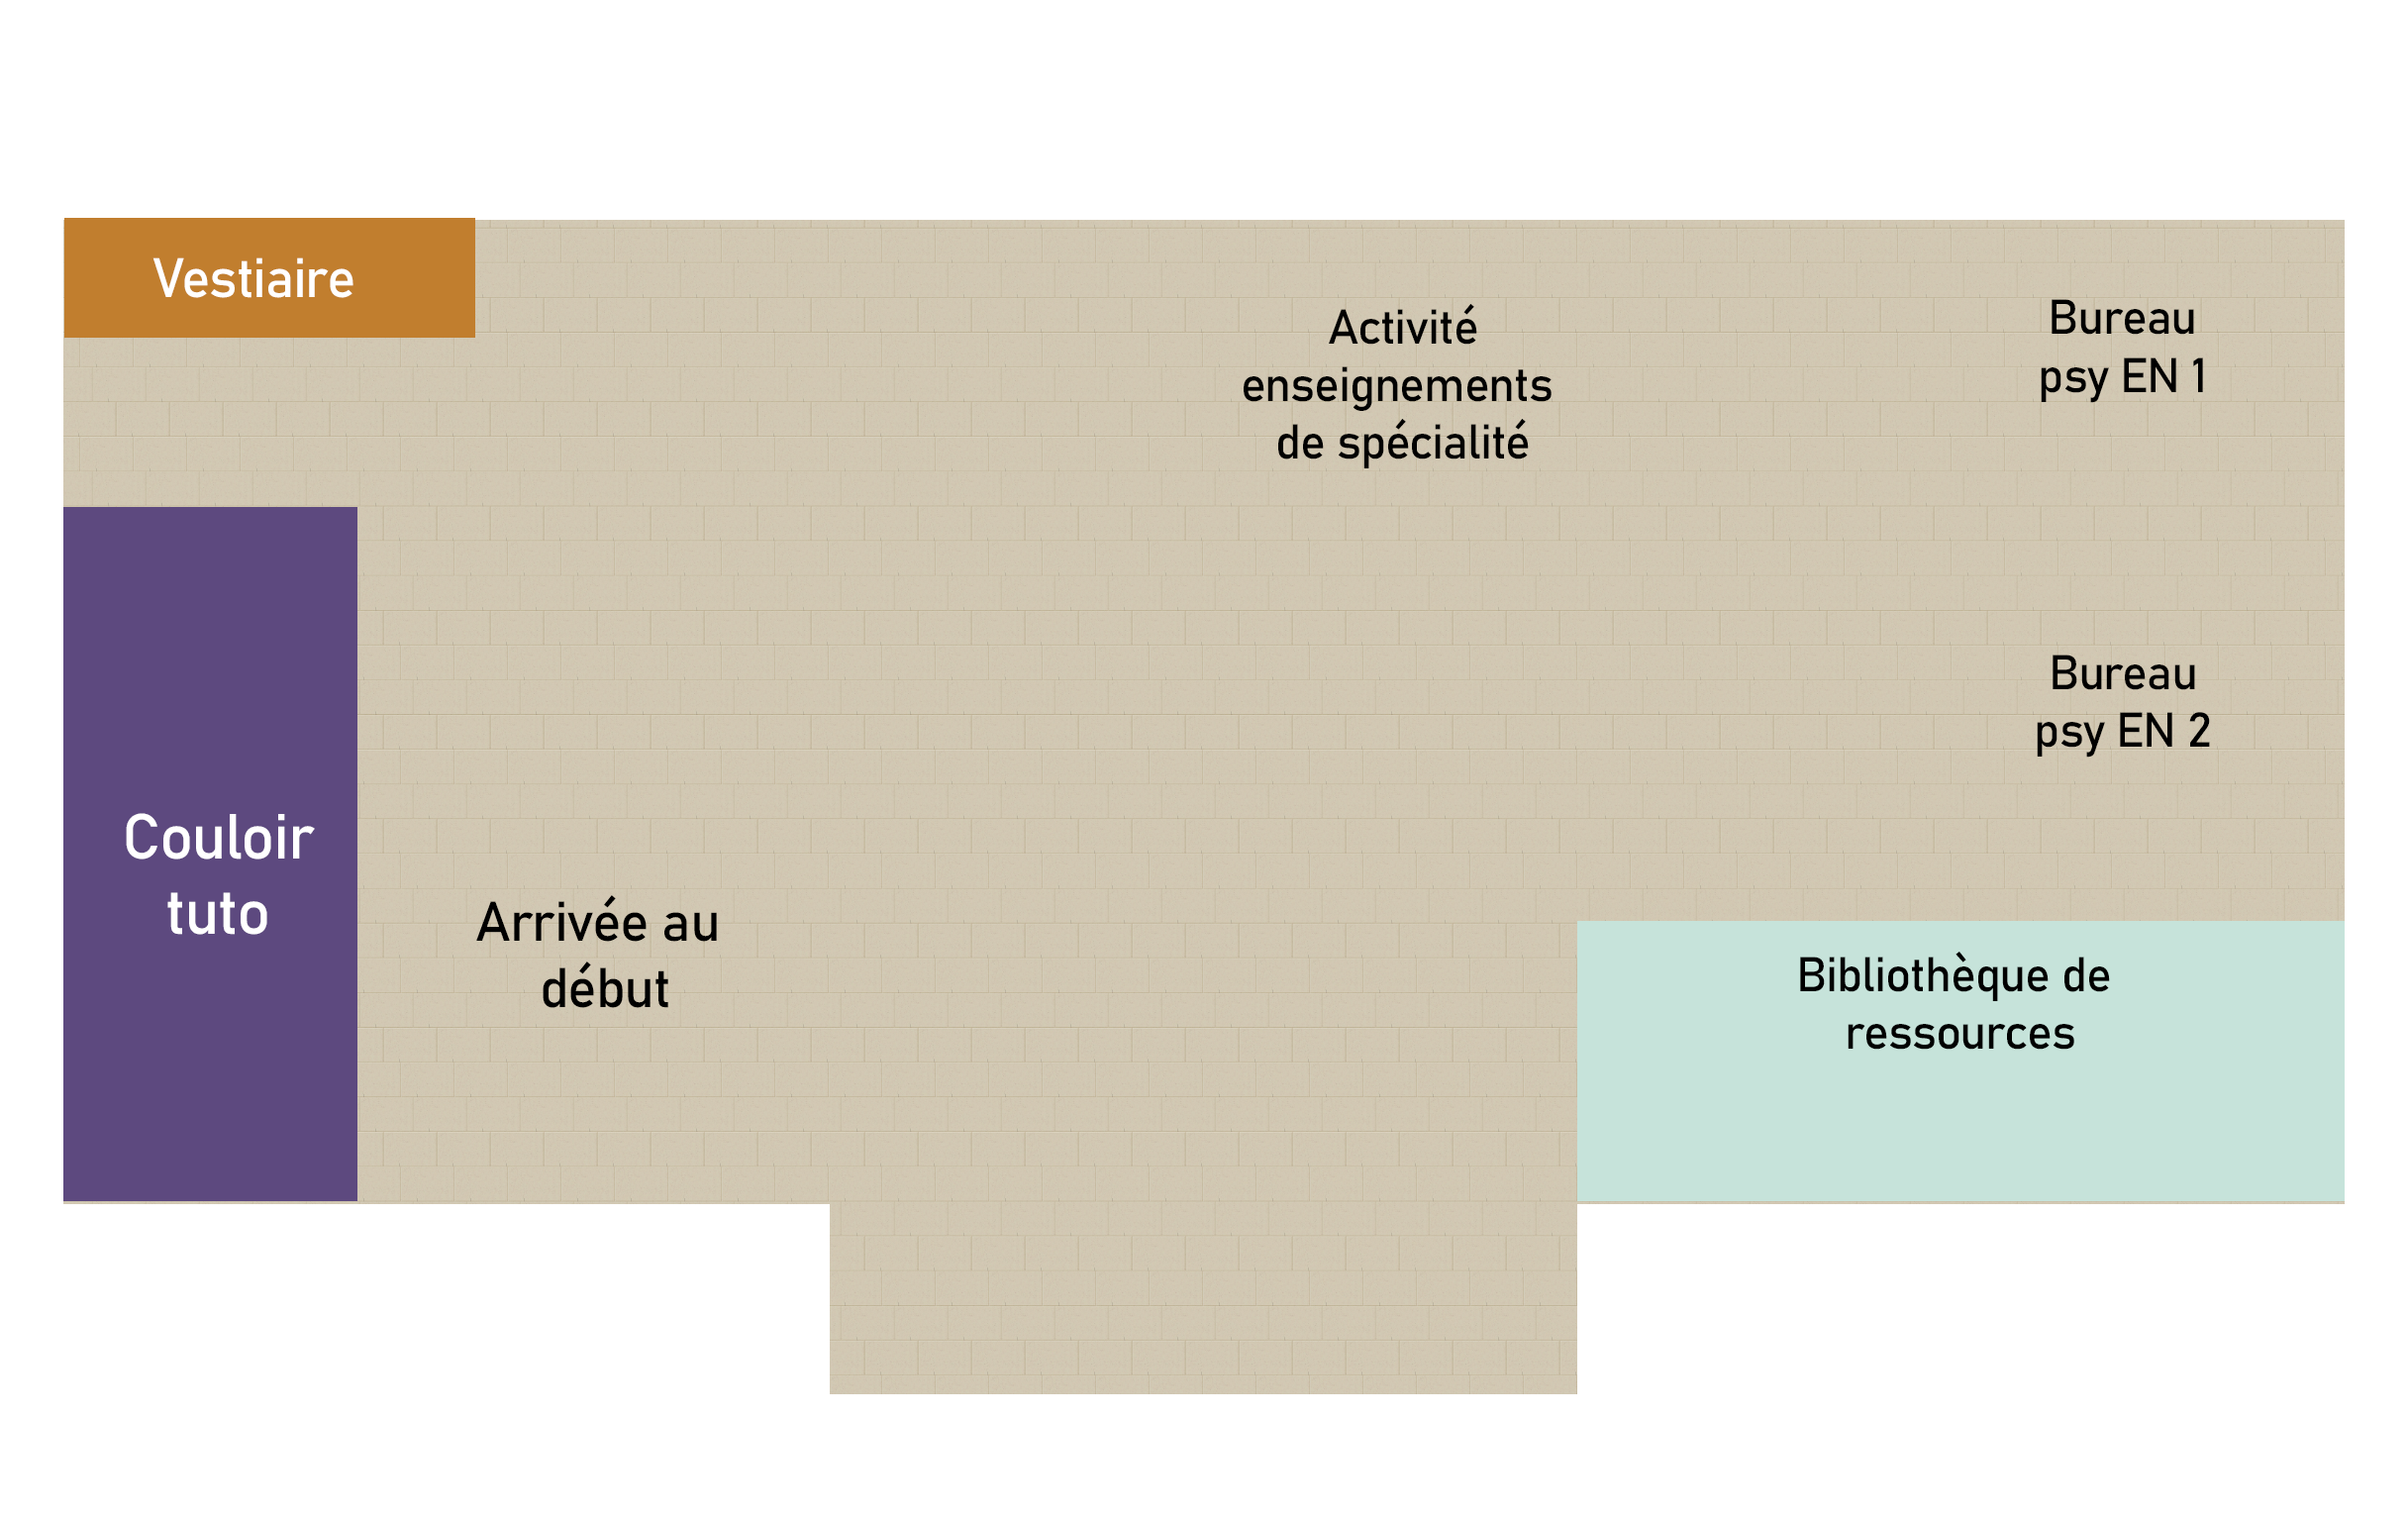 Vestiaire
Activité
enseignements
de spécialité
Bureau
psy EN 1
Bureau
psy EN 2
Couloir
tuto
Arrivée au
début
Bibliothèque de
ressources